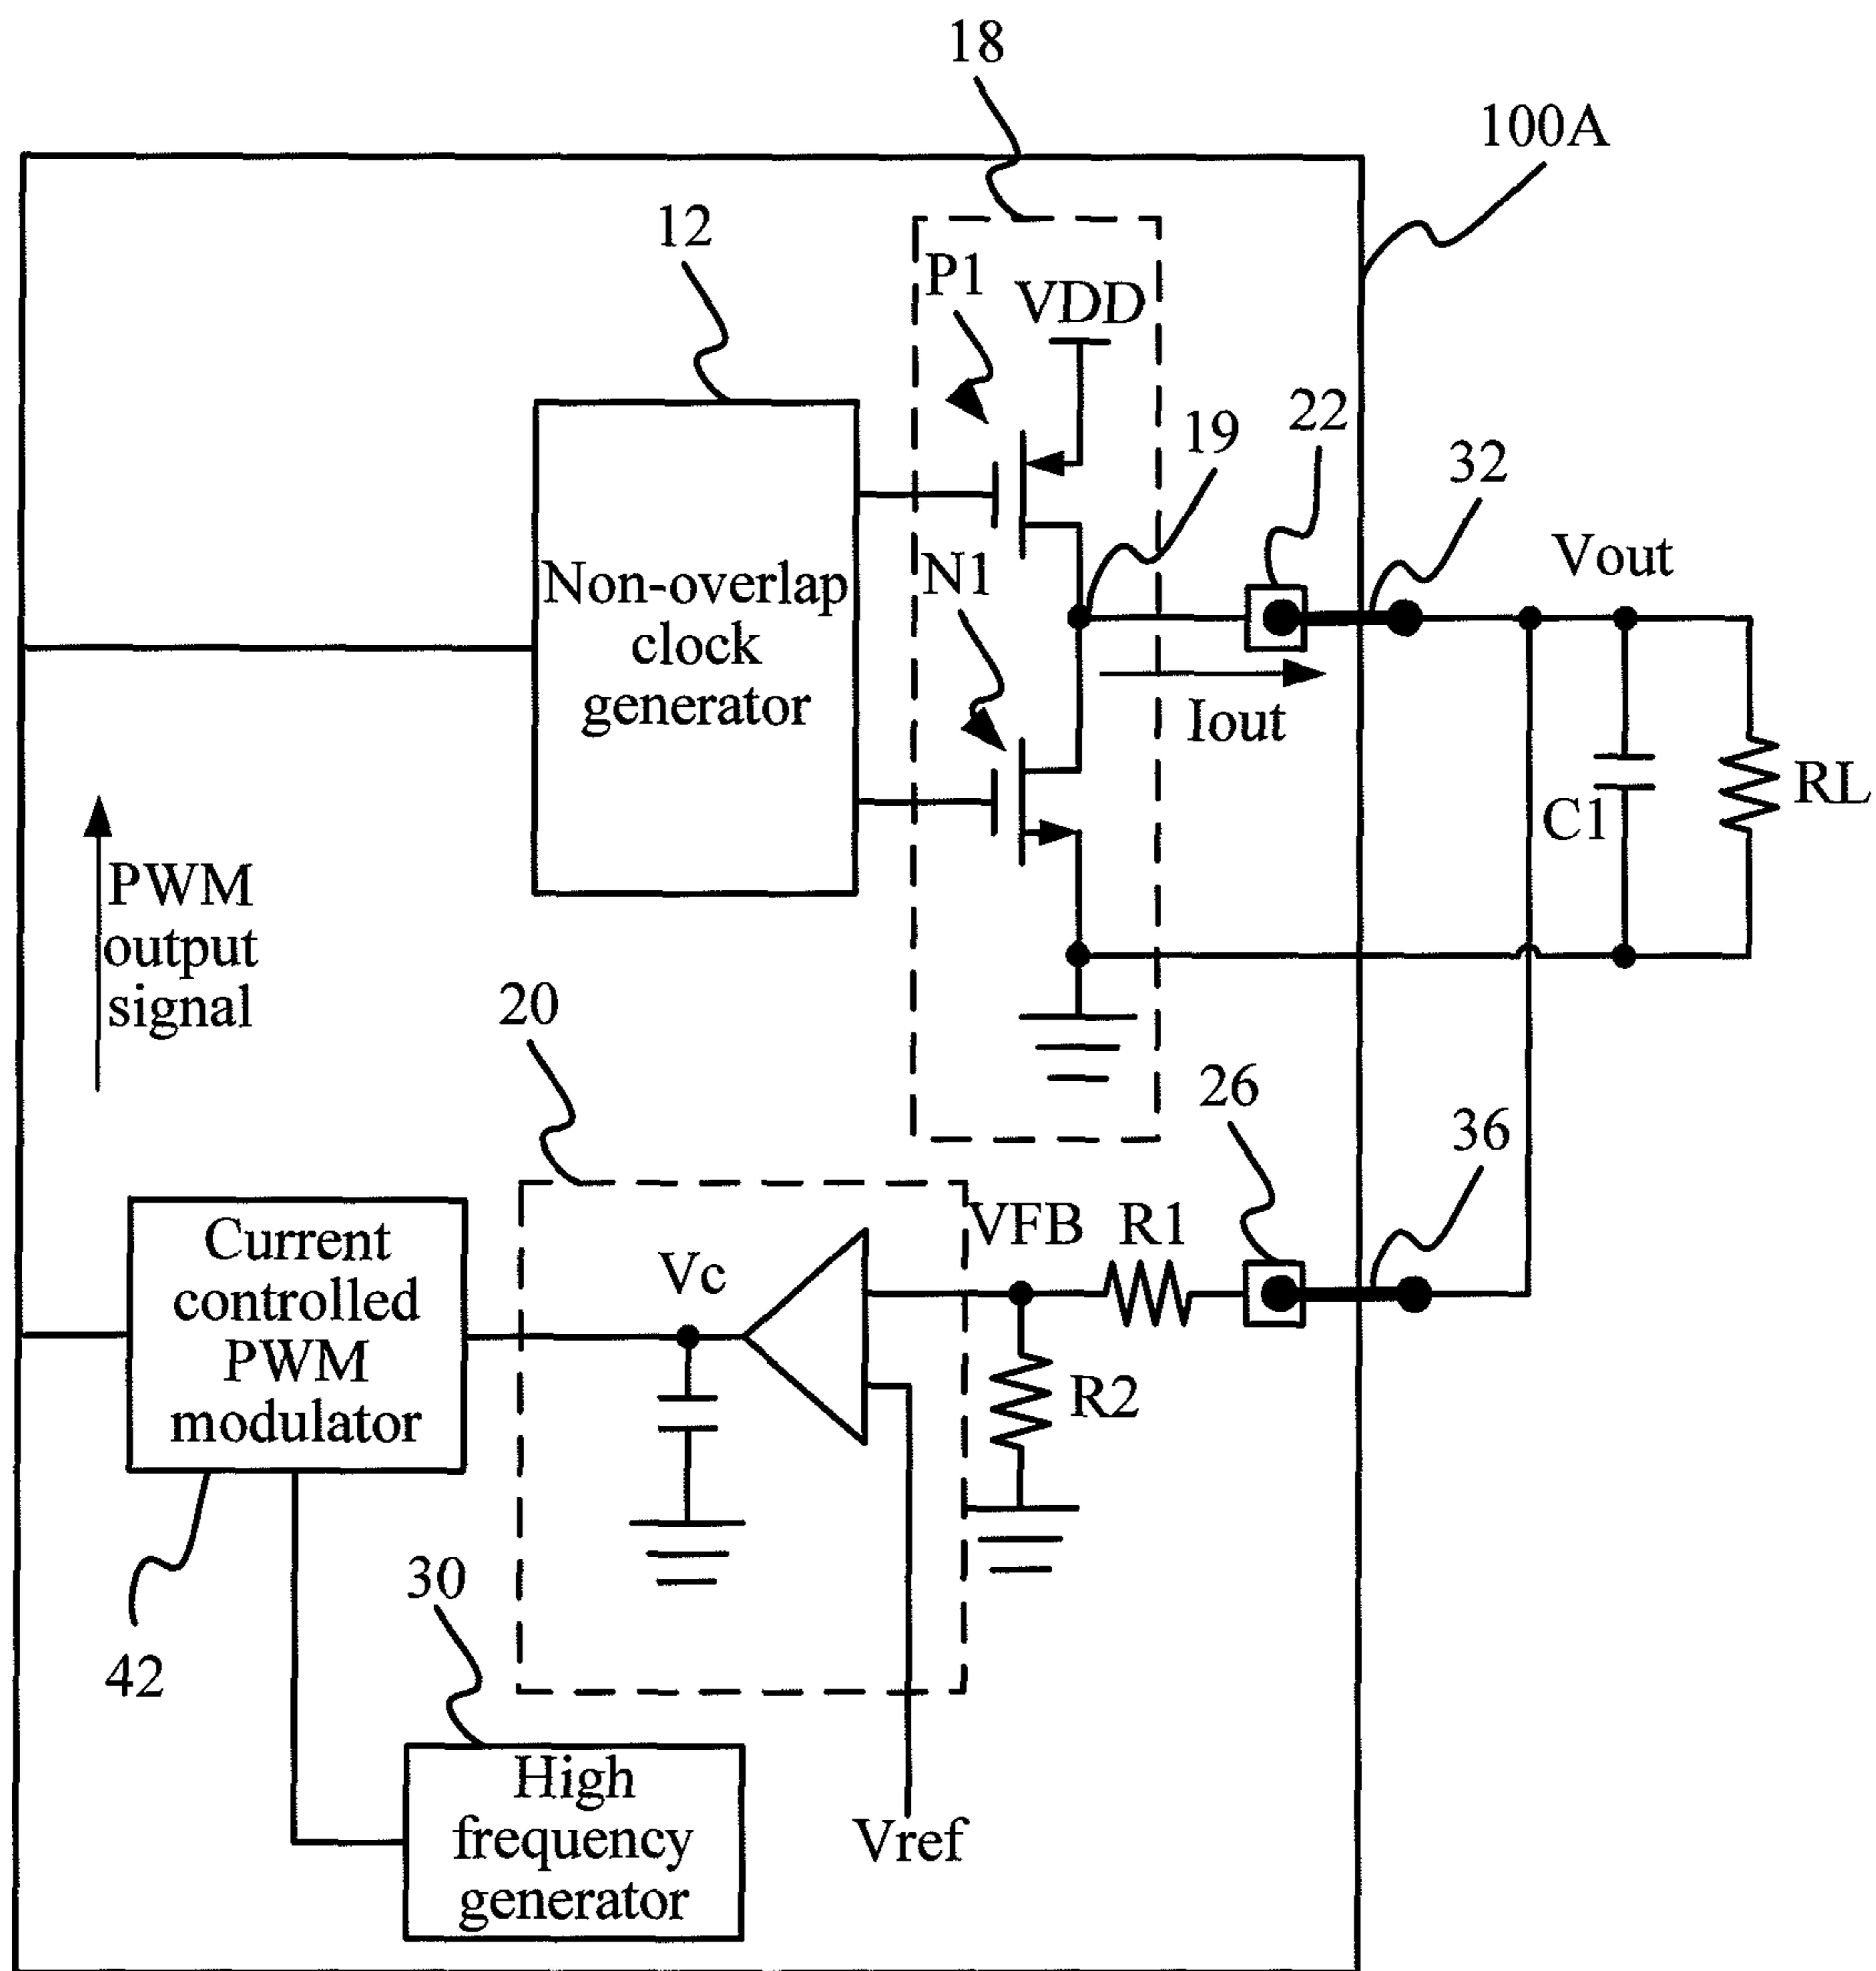 18
100A
12
P1
VDD
19
22
32
Vout
Non-overlap
clock
generator
N1
Iout
C1
RL
PWM
output
signal
20
26
36
Current
controlled
PWM
modulator
Vc
VFB
R1
R2
42
30
High
frequency
generator
Vref